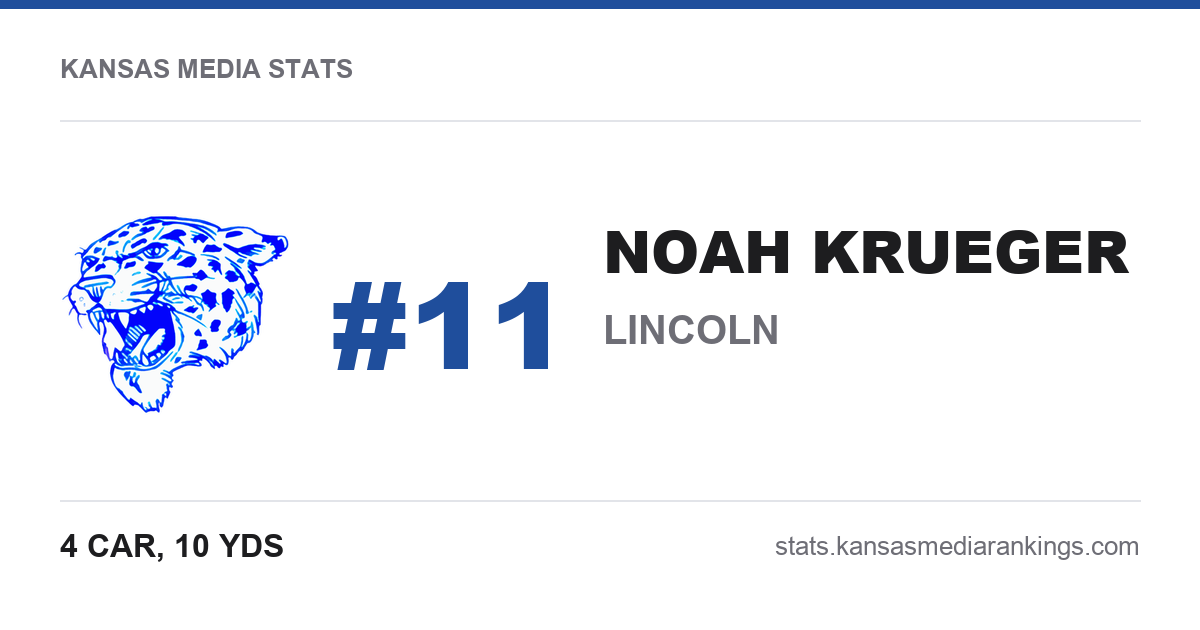 KANSAS MEDIA STATS
#11
NOAH KRUEGER
LINCOLN
4 CAR, 10 YDS
stats.kansasmediarankings.com